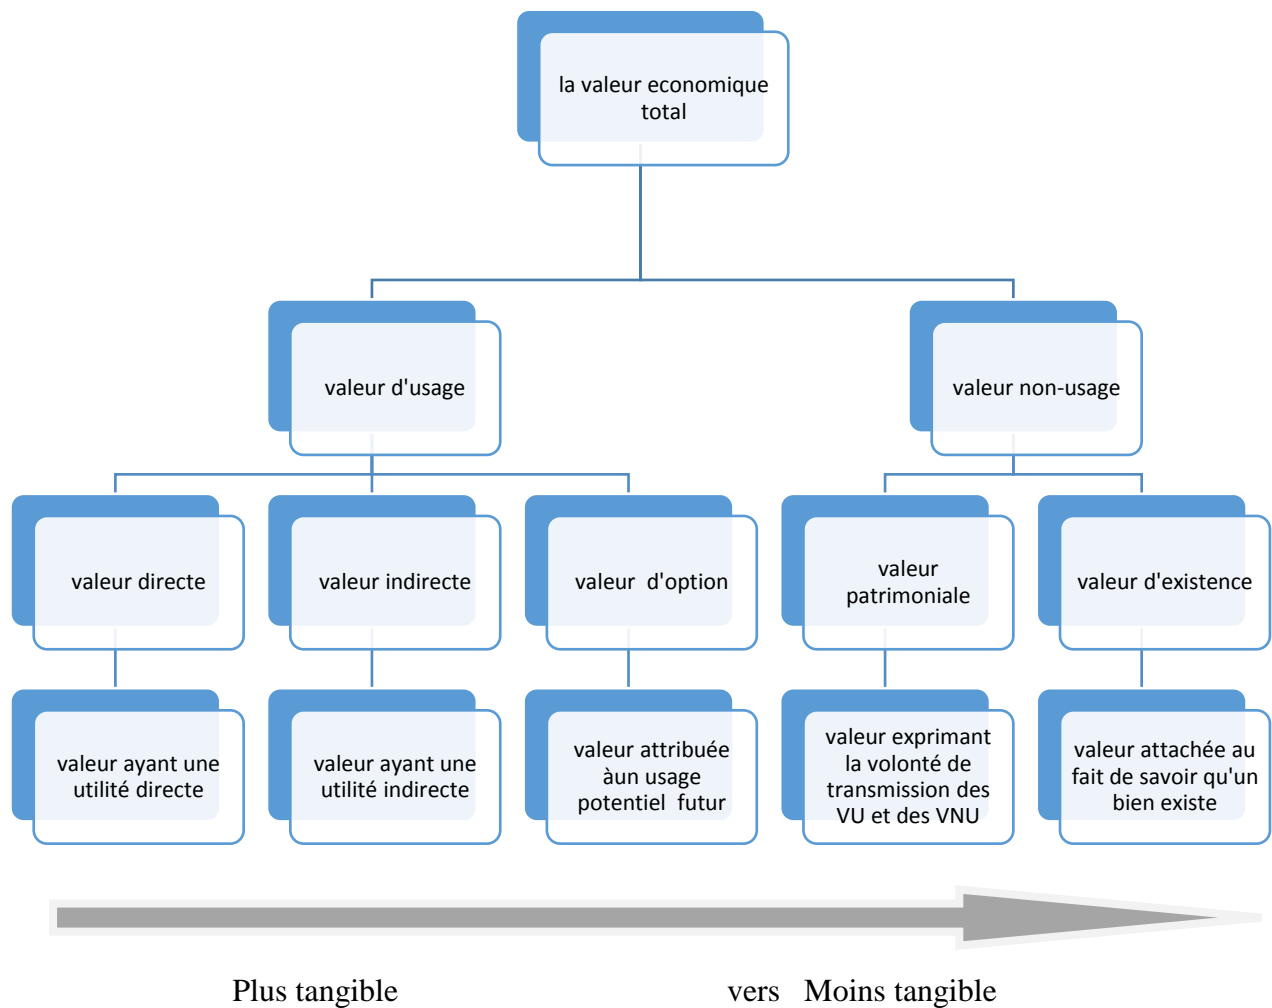 la valeur economique
total
valeur d'usage
valeur non-usage
valeur directe
valeur indirecte
valeur d'option
valeur
patrimoniale
valeur d'existence
valeur ayant une
utilité directe
valeur ayant une
utilité indirecte
valeur attribuée
àun usage
potentiel futur
valeur exprimant
la volonté de
transmission des
VU et des VNU
valeur attachée au
fait de savoir qu'un
bien existe
Plus tangible vers Moins tangible